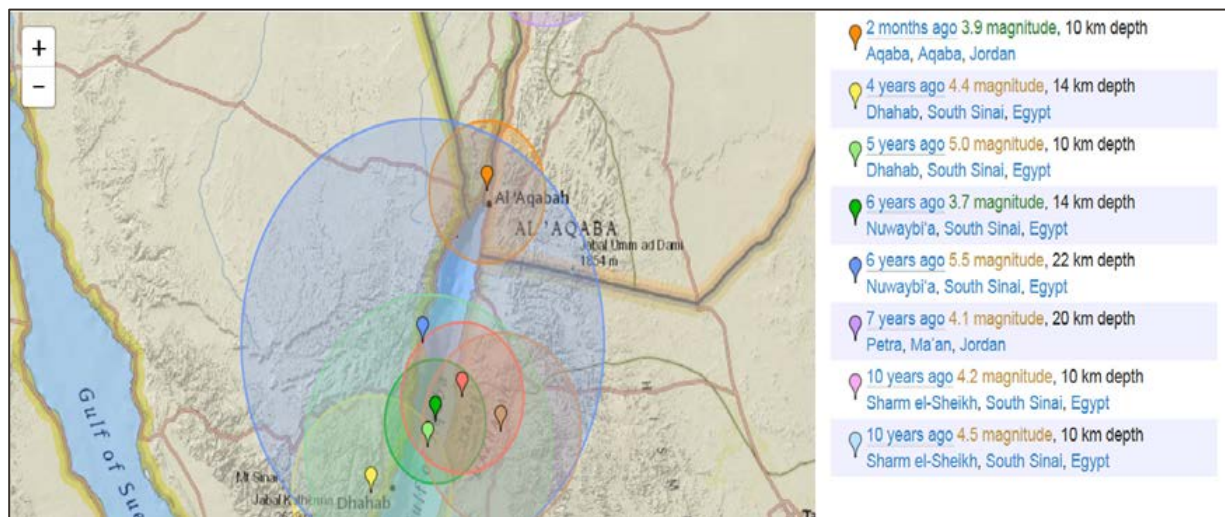 +
−
Al 'Aqabah
AL 'AQABA
Jabal Umm ad Dami
1854 m
Gulf of Sue
Mt Sinai
Dhahab
2 months ago 3.9 magnitude, 10 km depth
Aqaba, Aqaba, Jordan
4 years ago 4.4 magnitude, 14 km depth
Dhahab, South Sinai, Egypt
5 years ago 5.0 magnitude, 10 km depth
Dhahab, South Sinai, Egypt
6 years ago 3.7 magnitude, 14 km depth
Nuwaybi'a, South Sinai, Egypt
6 years ago 5.5 magnitude, 22 km depth
Nuwaybi'a, South Sinai, Egypt
7 years ago 4.1 magnitude, 20 km depth
Petra, Ma'an, Jordan
10 years ago 4.2 magnitude, 10 km depth
Sharm el-Sheikh, South Sinai, Egypt
10 years ago 4.5 magnitude, 10 km depth
Sharm el-Sheikh, South Sinai, Egypt